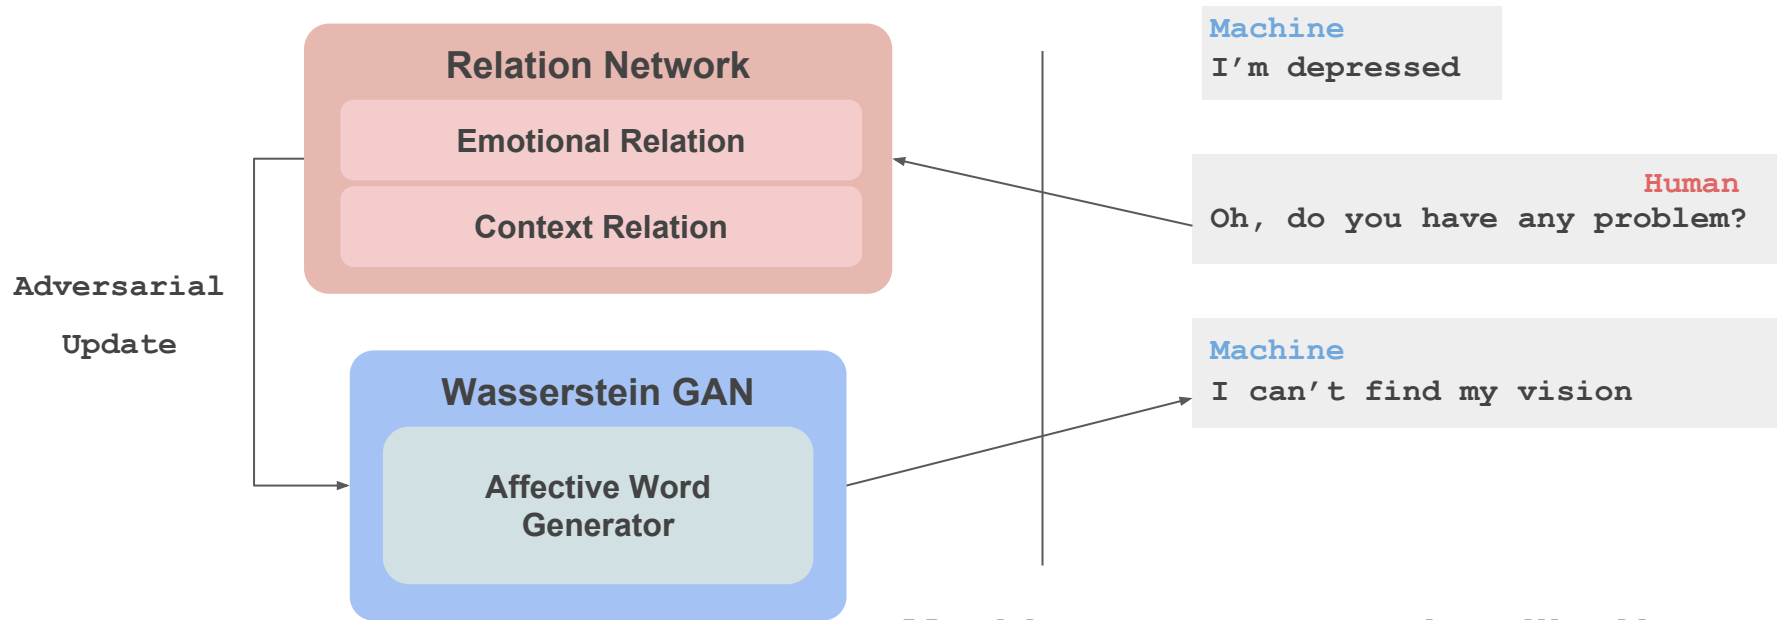 Relation Network
Emotional Relation
Context Relation
Adversarial
Update
Wasserstein GAN
Affective Word
Generator
Machine
I'm depressed
Human
Oh, do you have any problem?
Machine
I can't find my vision